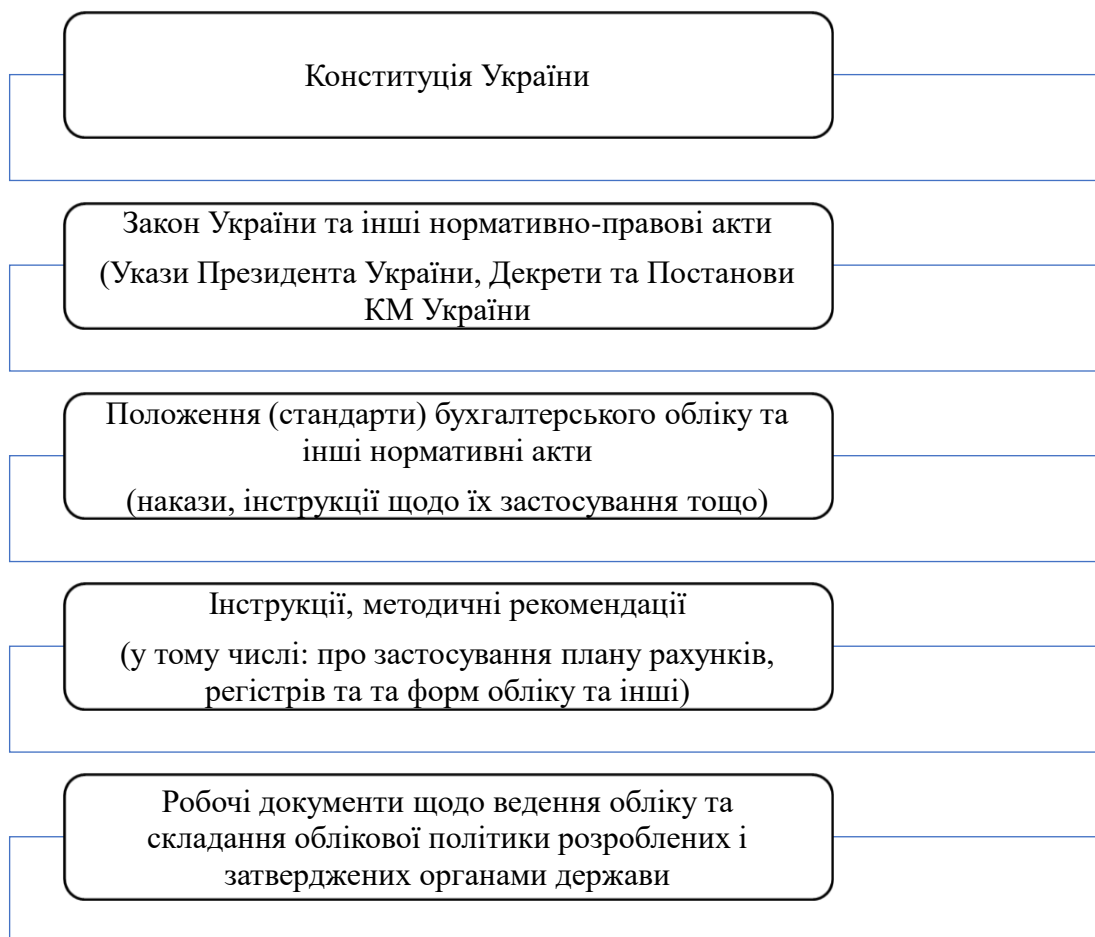 Конституція України
Закон України та інші нормативно-правові акти
(Укази Президента України, Декрети та Постанови
КМ України
Положення (стандарти) бухгалтерського обліку та
інші нормативні акти
(накази, інструкції щодо їх застосування тощо)
Інструкції, методичні рекомендації
(у тому числі: про застосування плану рахунків,
регістрів та та форм обліку та інші)
Робочі документи щодо ведення обліку та
складання облікової політики розроблених і
затверджених органами держави